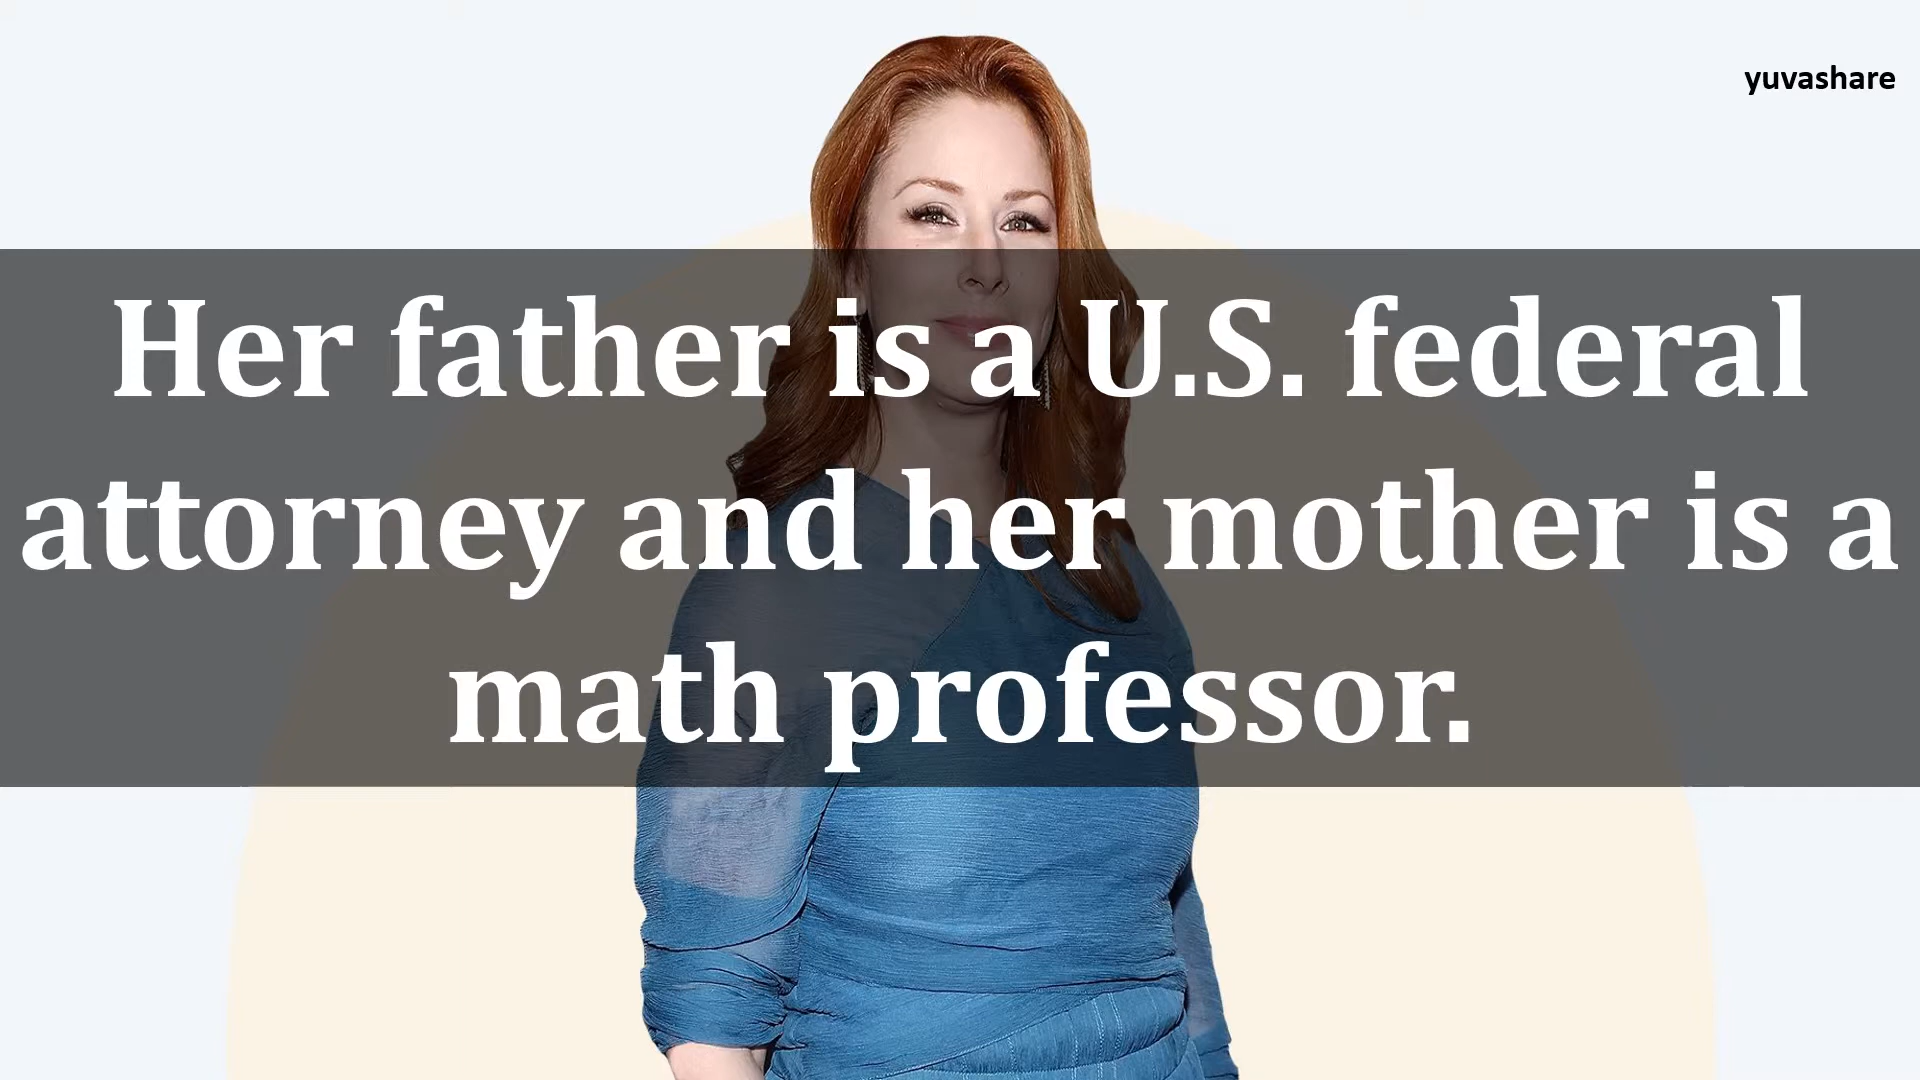 yuvashare
Her father is a U.S. federal
attorney and her mother is a
math professor.